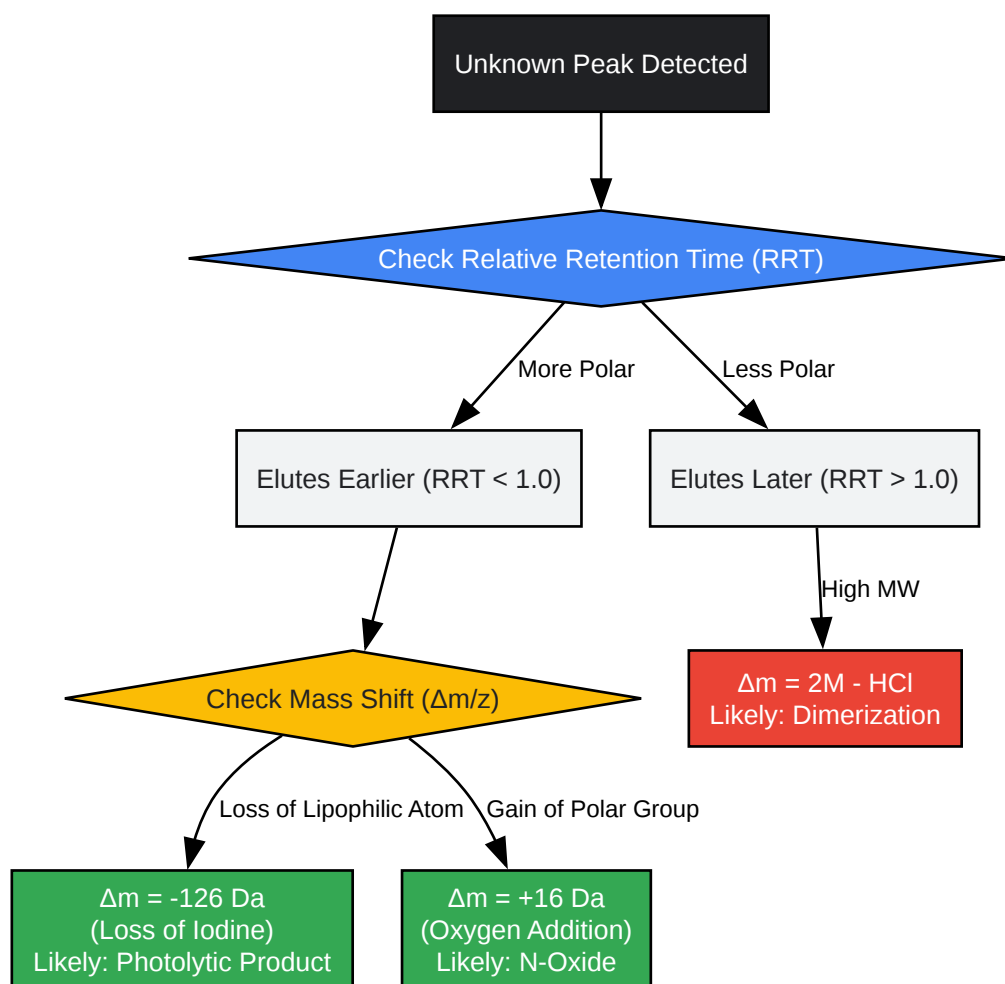 Unknown Peak Detected
Check Relative Retention Time (RRT)
More Polar
Less Polar
Elutes Earlier (RRT < 1.0)
Elutes Later (RRT > 1.0)
High MW
Check Mass Shift (Δm/z)
Δm = 2M - HCl
Likely: Dimerization
Loss of Lipophilic Atom
Gain of Polar Group
Δm = -126 Da
(Loss of Iodine)
Likely: Photolytic Product
Δm = +16 Da
(Oxygen Addition)
Likely: N-Oxide